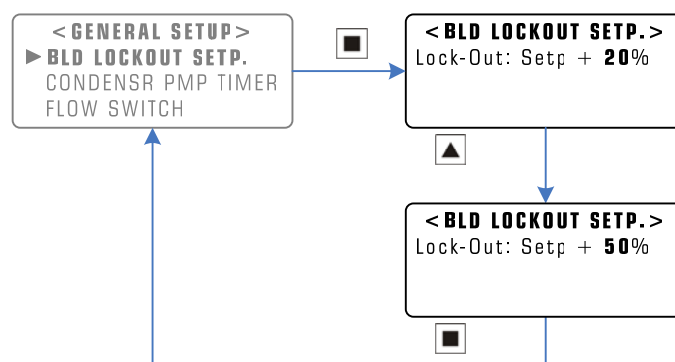 <GENERAL SETUP>
►BLD LOCKOUT SETP.
CONDENSR PMP TIMER
FLOW SWITCH
<BLD LOCKOUT SETP.>
Lock-Out: Setp + 20%
<BLD LOCKOUT SETP.>
Lock-Out: Setp + 50%